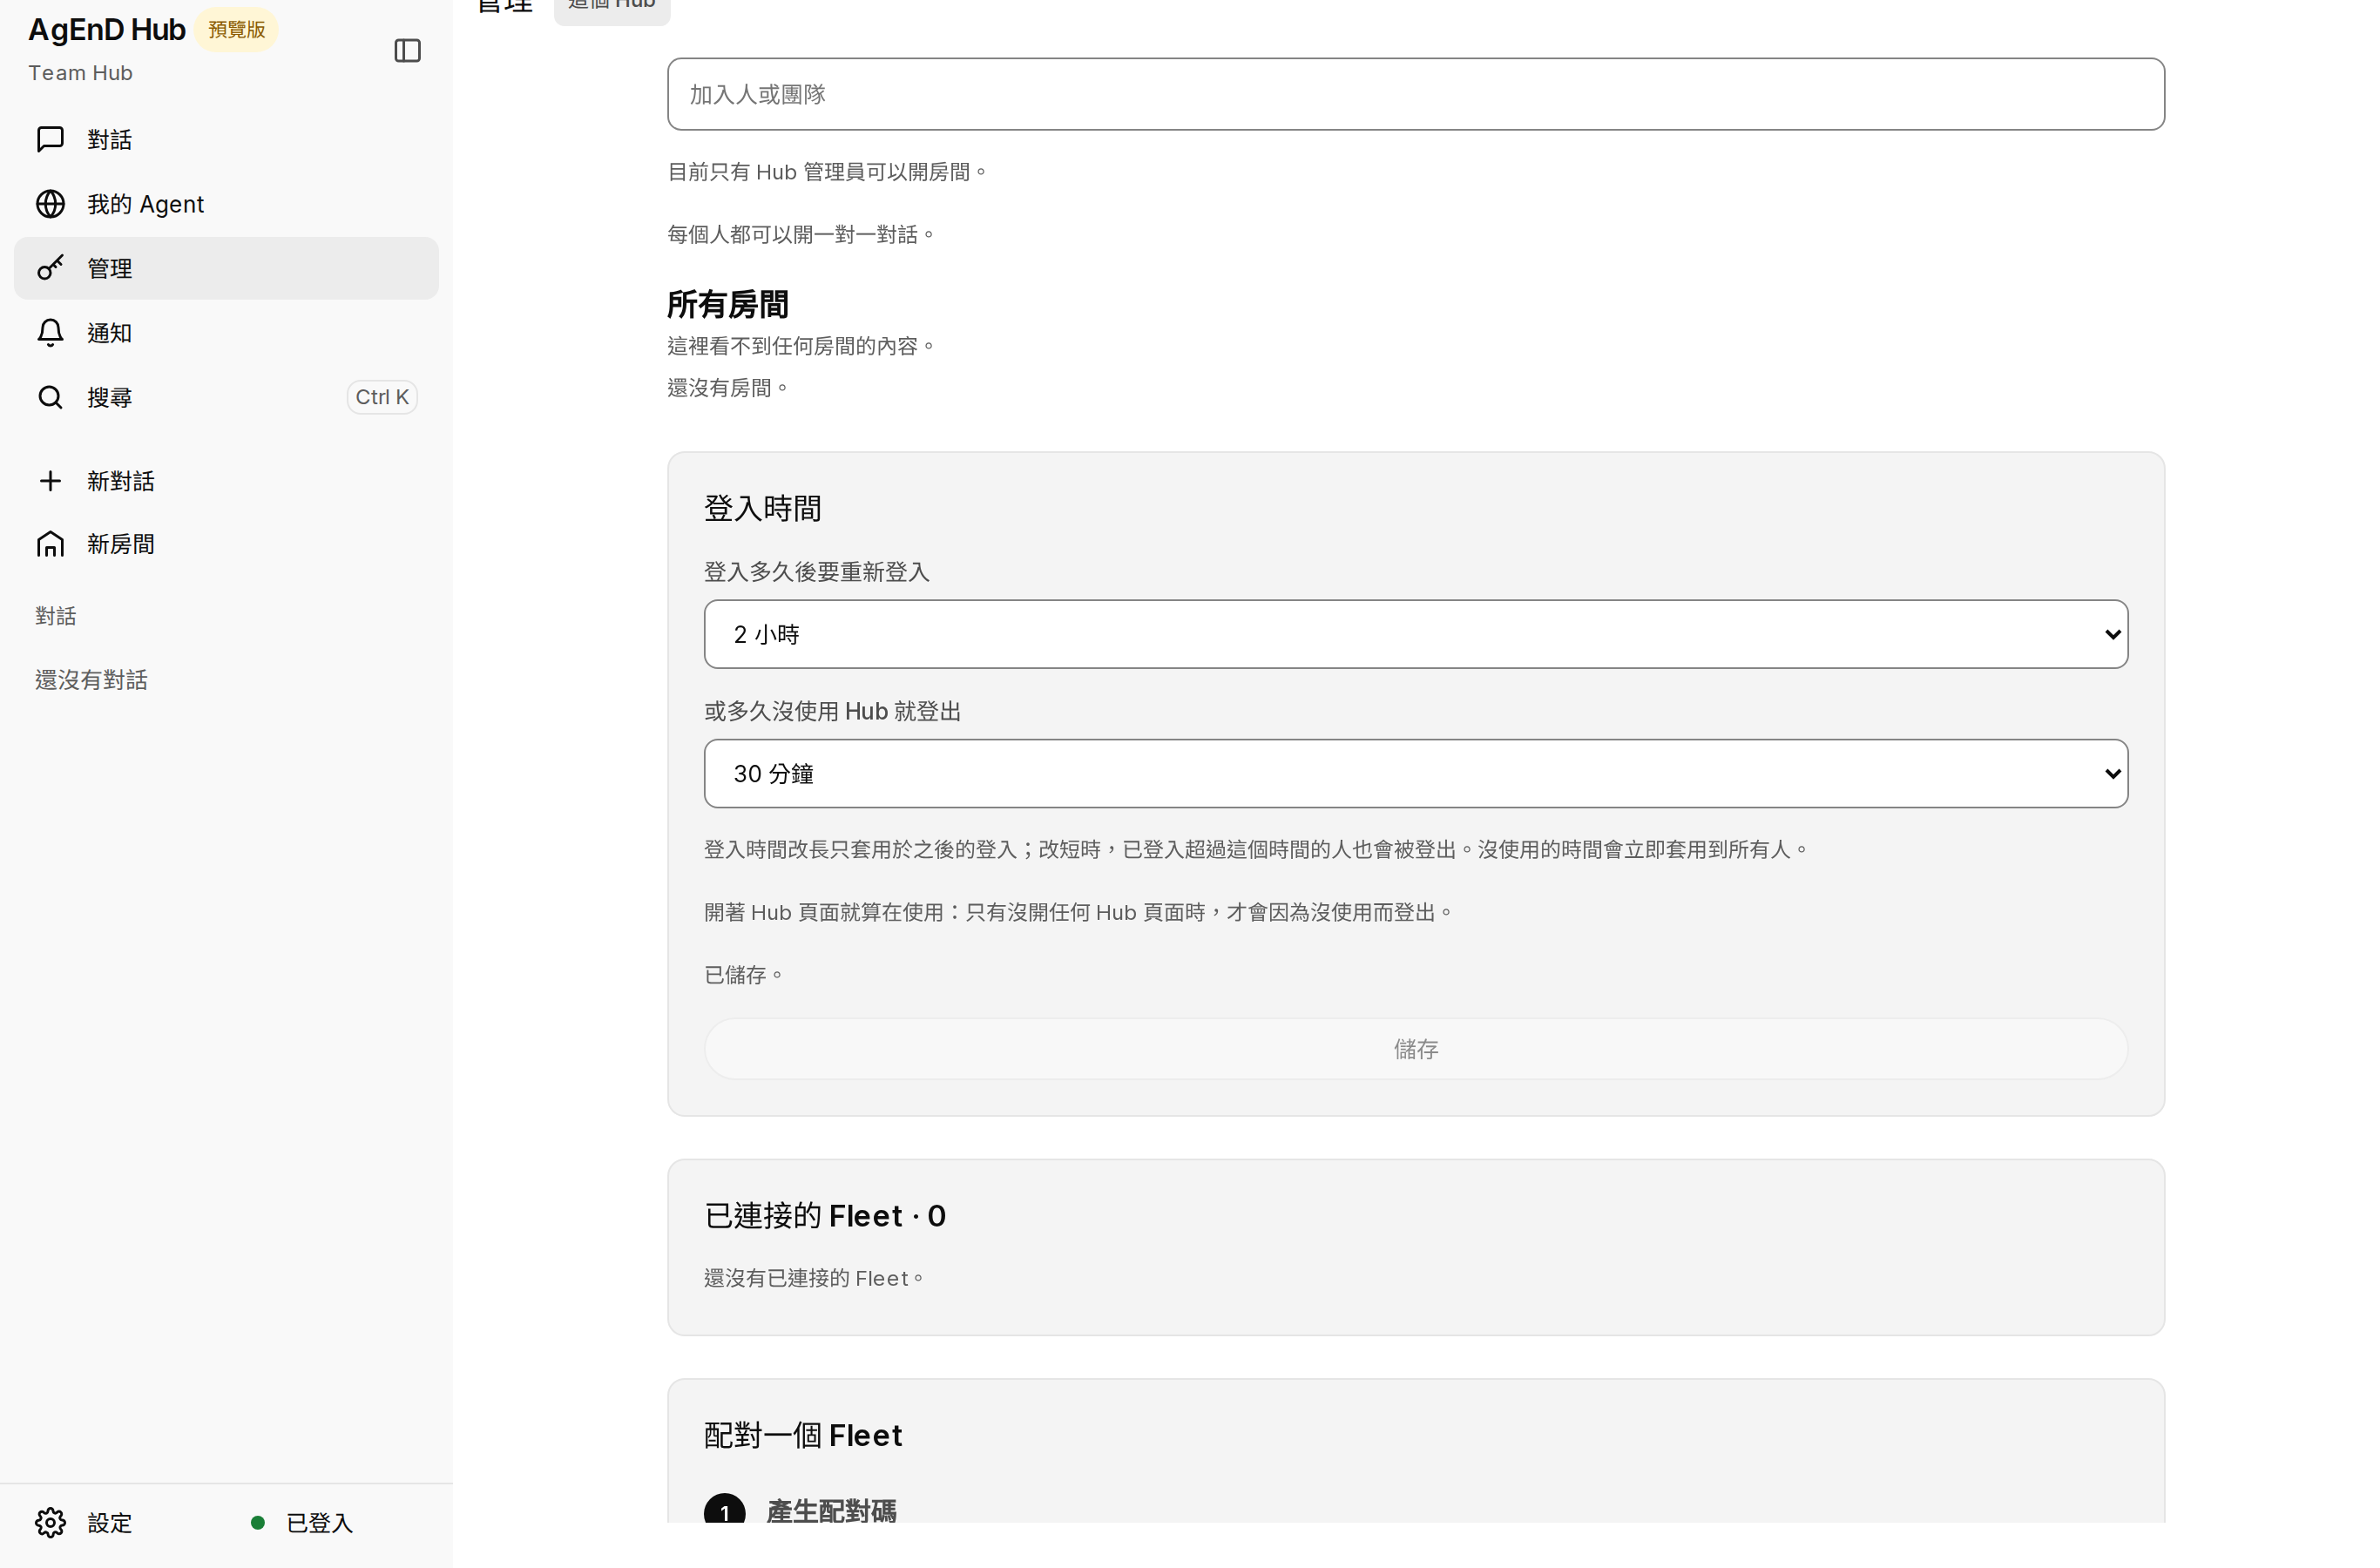 AgEnD Hub 預覽版
Team Hub
對話
我的 Agent
管理
通知
搜尋 Ctrl K
新對話
新房間
對話
還沒有對話
設定
已登入
管理 這個 Hub
加入人或團隊
目前只有 Hub 管理員可以開房間。
每個人都可以開一對一對話。
所有房間
這裡看不到任何房間的內容。
還沒有房間。
登入時間
登入多久後要重新登入
2 小時
或多久沒使用 Hub 就登出
30 分鐘
登入時間改長只套用於之後的登入；改短時，已登入超過這個時間的人也會被登出。沒使用的時間會立即套用到所有人。
開著 Hub 頁面就算在使用：只有沒開任何 Hub 頁面時，才會因為沒使用而登出。
已儲存。
儲存
已連接的 Fleet · 0
還沒有已連接的 Fleet。
配對一個 Fleet
1 產生配對碼